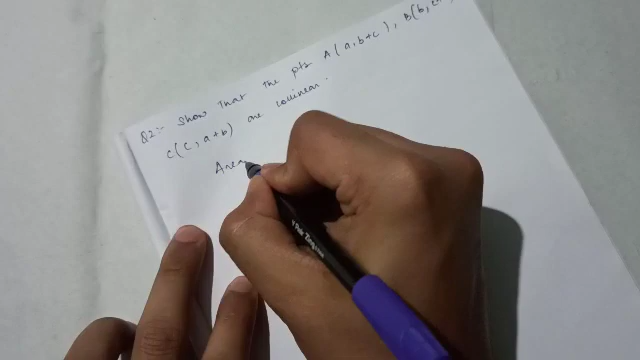 Q2:- Show that the pts A(a, b+c), B(b,
C(C, a+b) are collinear.
Area